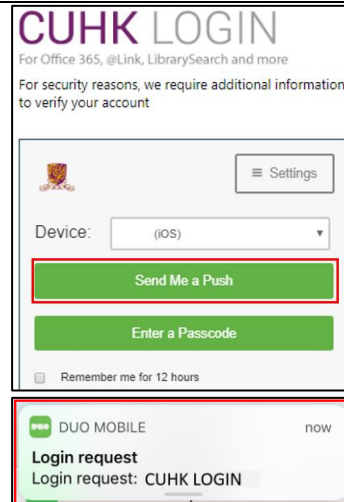 CUHK LOGIN
For Office 365, @Link, LibrarySearch and more
For security reasons, we require additional information
to verify your account
≡ Settings
Device: (iOS)
Send Me a Push
Enter a Passcode
Remember me for 12 hours
DUO MOBILE now
Login request
Login request: CUHK LOGIN